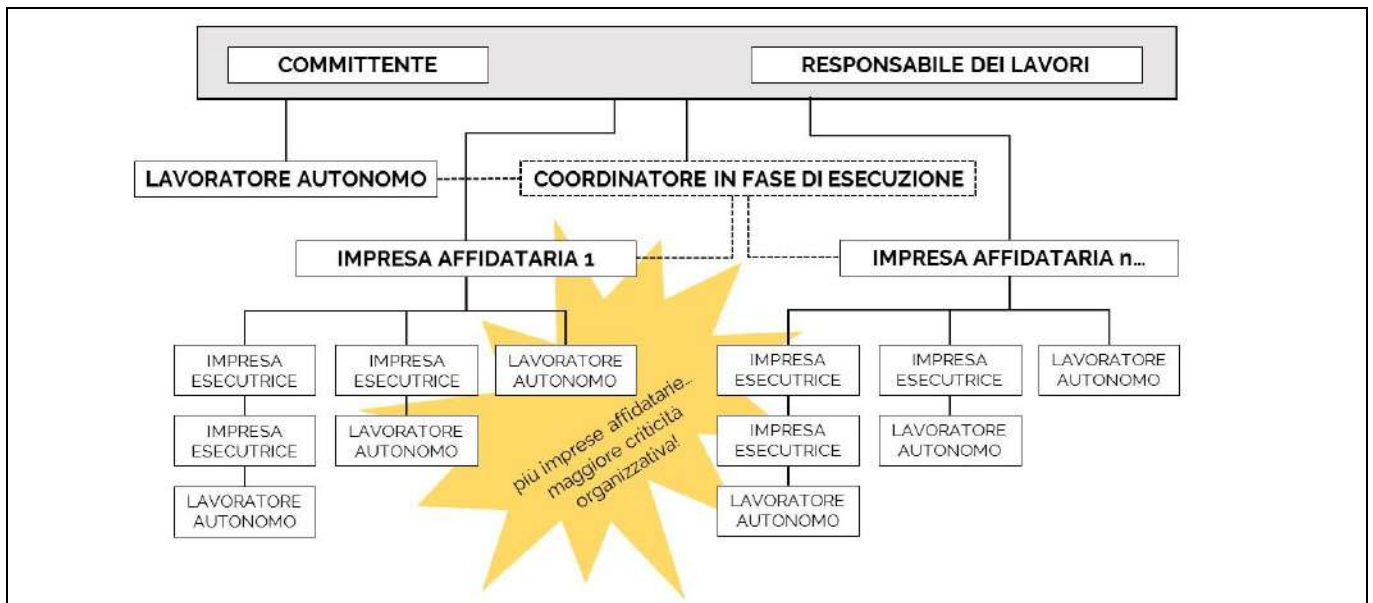 COMMITTENTE
RESPONSABILE DEI LAVORI
LAVORATORE AUTONOMO
COORDINATORE IN FASE DI ESECUZIONE
IMPRESA AFFIDATARIA 1
IMPRESA AFFIDATARIA n...
IMPRESA
ESECUTRICE
IMPRESA
ESECUTRICE
LAVORATORE
AUTONOMO
IMPRESA
ESECUTRICE
IMPRESA
ESECUTRICE
LAVORATORE
AUTONOMO
IMPRESA
ESECUTRICE
LAVORATORE
AUTONOMO
IMPRESA
ESECUTRICE
LAVORATORE
AUTONOMO
LAVORATORE
AUTONOMO
LAVORATORE
AUTONOMO
più imprese affidatarie...
maggiore criticità
organizzativa!